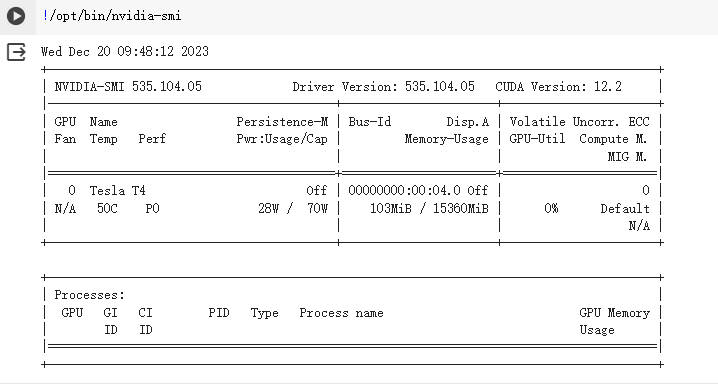 !/opt/bin/nvidia-smi
Wed Dec 20 09:48:12 2023
NVIDIA-SMI 535.104.05 Driver Version: 535.104.05 CUDA Version: 12.2
GPU Name Persistence-M | Bus-Id Disp.A | Volatile Uncorr. ECC
Fan Temp Perf Pwr:Usage/Cap | Memory-Usage | GPU-Util Compute M.
MIG M.
0 Tesla T4 Off | 00000000:00:04.0 Off | 0
N/A 50C P0 28W / 70W | 103MiB / 15360MiB | 0% Default
N/A
Processes:
GPU GI CI PID Type Process name GPU Memory
ID ID Usage